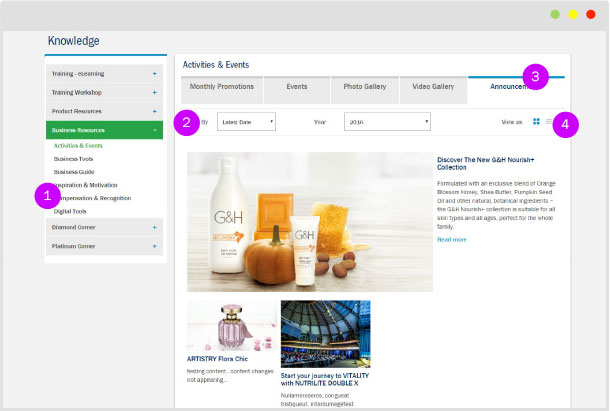 Knowledge
Training - eLearning +
Training Workshop +
Product Resources +
Business Resources -
Activities & Events
Business Tools
Business Guide
Inspiration & Motivation
1
Compensation & Recognition
Digital Tools
Diamond Corner +
Platinum Corner +
Activities & Events
3
Monthly Promotions
Events
Photo Gallery
Video Gallery
2
By
Latest Date
Year
2016
View as
4
G&H
NOURISH+
G&H
Discover The New G&H Nourish+
Collection
Formulated with an exclusive blend of Orange
Blossom Honey, Shea Butter, Pumpkin Seed
Oil and other natural, botanical ingredients –
the G&H Nourish+ collection is suitable for all
skin types and all ages, perfect for the whole
family.
Read more
ARTISTRY Flora Chic
testing content.. content changes
not appearing...
Start your journey to VITALITY
with NUTRILITE DOUBLE X
Nullameroseros, congueat
tristiqueut, interdumegetest.